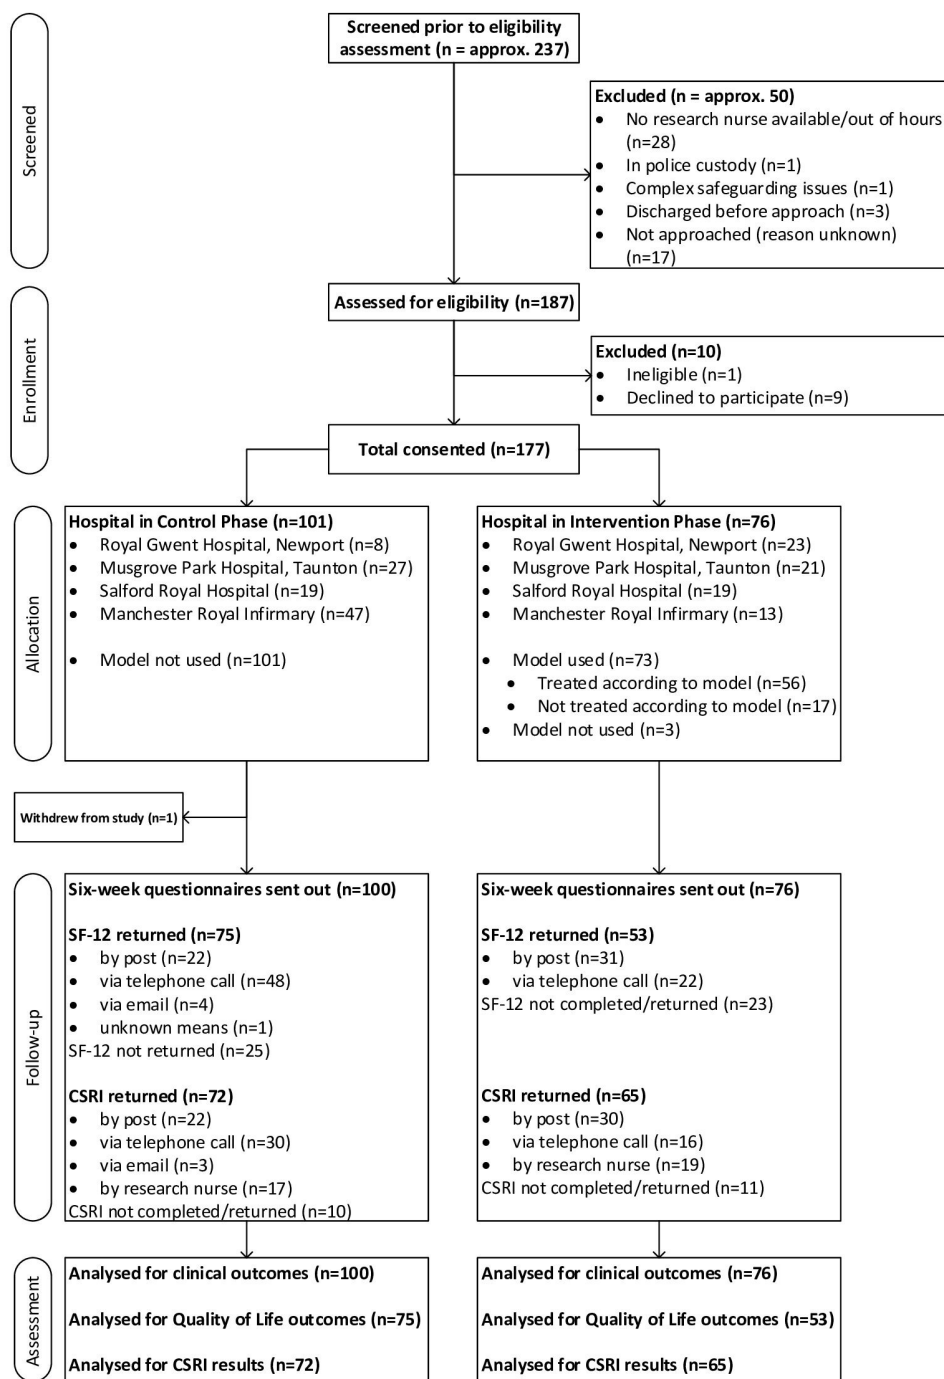 Screened prior to eligibility
assessment (n = approx. 237)
Screened
Excluded (n = approx. 50)
• No research nurse available/out of hours
(n=28)
• In police custody (n=1)
• Complex safeguarding issues (n=1)
• Discharged before approach (n=3)
• Not approached (reason unknown)
(n=17)
Assessed for eligibility (n=187)
Enrollment
Excluded (n=10)
• Ineligible (n=1)
• Declined to participate (n=9)
Total consented (n=177)
Allocation
Hospital in Control Phase (n=101)
• Royal Gwent Hospital, Newport (n=8)
• Musgrove Park Hospital, Taunton (n=27)
• Salford Royal Hospital (n=19)
• Manchester Royal Infirmary (n=47)
• Model not used (n=101)
Hospital in Intervention Phase (n=76)
• Royal Gwent Hospital, Newport (n=23)
• Musgrove Park Hospital, Taunton (n=21)
• Salford Royal Hospital (n=19)
• Manchester Royal Infirmary (n=13)
• Model used (n=73)
• Treated according to model (n=56)
• Not treated according to model (n=17)
• Model not used (n=3)
Withdrew from study (n=1)
Follow-up
Six-week questionnaires sent out (n=100)
SF-12 returned (n=75)
• by post (n=22)
• via telephone call (n=48)
• via email (n=4)
• unknown means (n=1)
SF-12 not returned (n=25)
CSRI returned (n=72)
• by post (n=22)
• via telephone call (n=30)
• via email (n=3)
• by research nurse (n=17)
CSRI not completed/returned (n=10)
Six-week questionnaires sent out (n=76)
SF-12 returned (n=53)
• by post (n=31)
• via telephone call (n=22)
SF-12 not completed/returned (n=23)
CSRI returned (n=65)
• by post (n=30)
• via telephone call (n=16)
• by research nurse (n=19)
CSRI not completed/returned (n=11)
Assessment
Analysed for clinical outcomes (n=100)
Analysed for Quality of Life outcomes (n=75)
Analysed for CSRI results (n=72)
Analysed for clinical outcomes (n=76)
Analysed for Quality of Life outcomes (n=53)
Analysed for CSRI results (n=65)